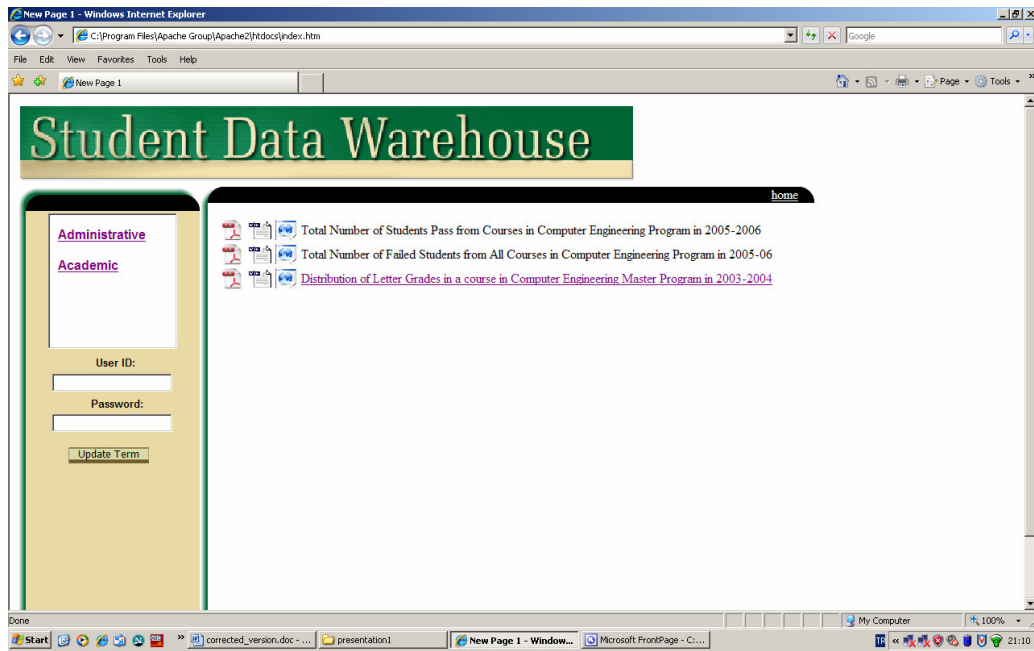 New Page 1 - Windows Internet Explorer
C:\Program Files\Apache Group\Apache2\htdocs\index.htm
Google
File Edit View Favorites Tools Help
New Page 1
Page Tools
Student Data Warehouse
home
Administrative
Academic
Total Number of Students Pass from Courses in Computer Engineering Program in 2005-2006
Total Number of Failed Students from All Courses in Computer Engineering Program in 2005-06
Distribution of Letter Grades in a course in Computer Engineering Master Program in 2003-2004
User ID:
Password:
Update Term
Done
My Computer
100%
Start
corrected_version.doc - ...
presentation1
New Page 1 - Window...
Microsoft FrontPage - C:...
TR
21:10